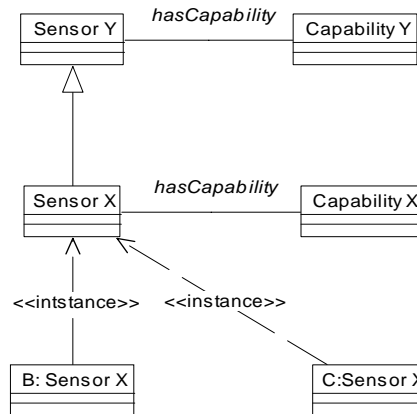 hasCapability
Sensor Y
Capability Y
hasCapability
Sensor X
Capability X
<<intstance>>
<<instance>>
B: Sensor X
C:Sensor X